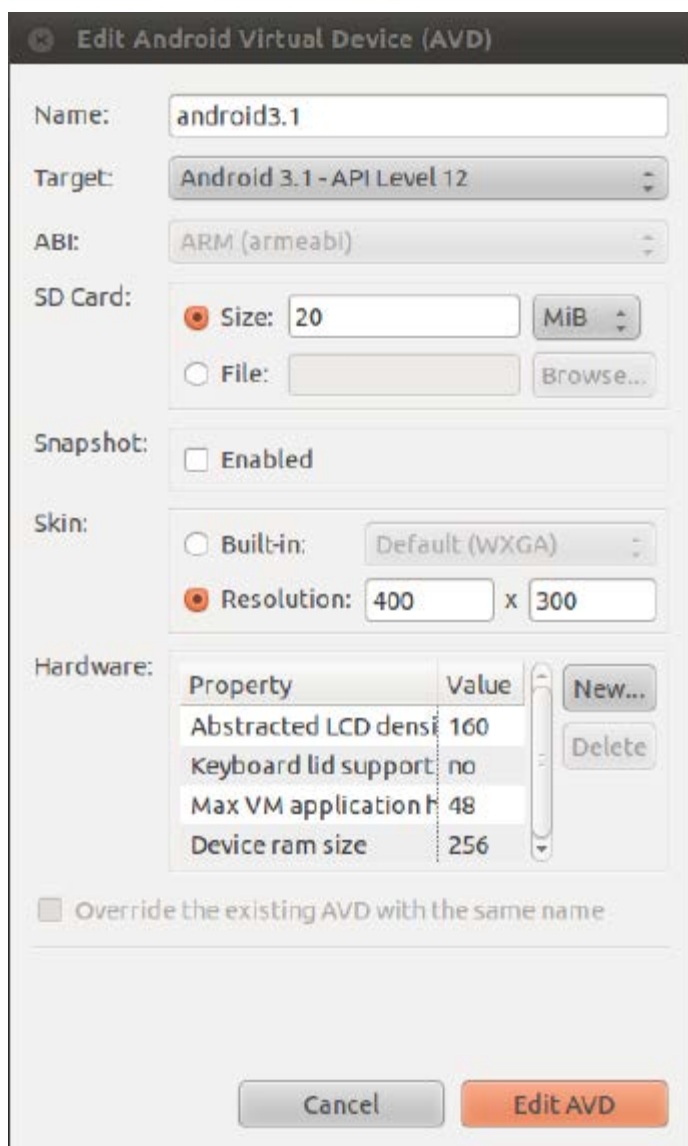 Edit Android Virtual Device (AVD)
Name: android3.1
Target: Android 3.1 - API Level 12
ABI: ARM (armeabi)
SD Card:
Size: 20 MiB
File: Browse...
Snapshot:
Enabled
Skin:
Built-in: Default (WXGA)
Resolution: 400 x 300
Hardware:
Property Value New...
Abstracted LCD densi 160
Delete
Keyboard lid support no
Max VM application h 48
Device ram size 256
Override the existing AVD with the same name
Cancel Edit AVD